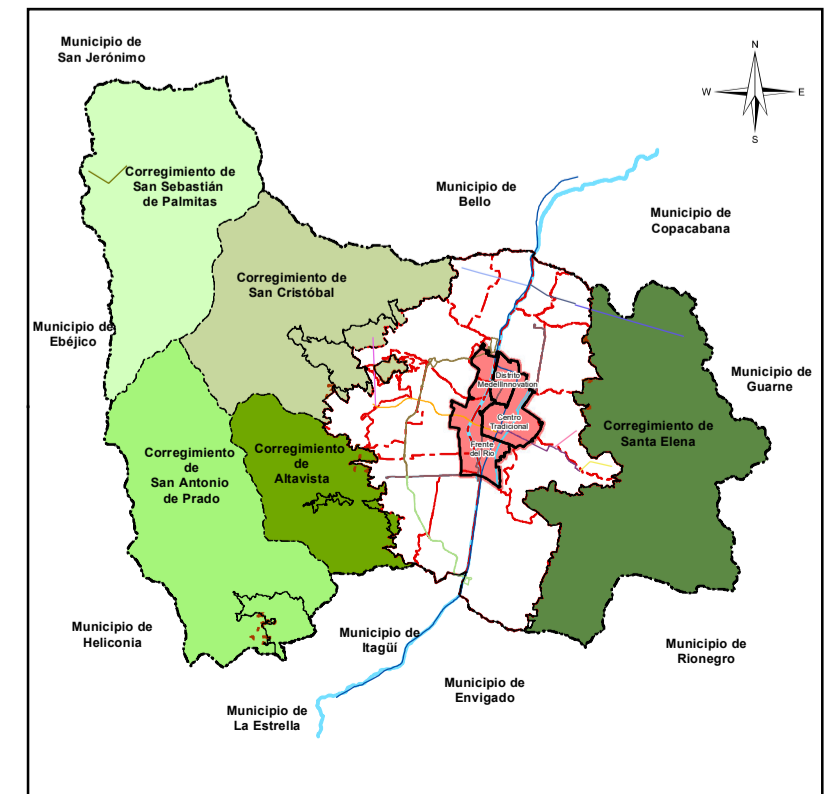 Municipio de
San Jerónimo
N
W
E
S
Corregimiento de
San Sebastián
de Palmitas
Municipio de
Bello
Municipio de
Copacabana
Corregimiento de
San Cristóbal
Municipio de
Ebéjico
Municipio de
Guarne
Distrito
Medellinnovation
Centro
Tradicional
Frente
del Río
Corregimiento de
Santa Elena
Corregimiento
de
San Antonio
de Prado
Corregimiento
de
Altavista
Municipio de
Heliconia
Municipio de
Itagüí
Municipio de
Rionegro
Municipio de
Envigado
Municipio de
La Estrella